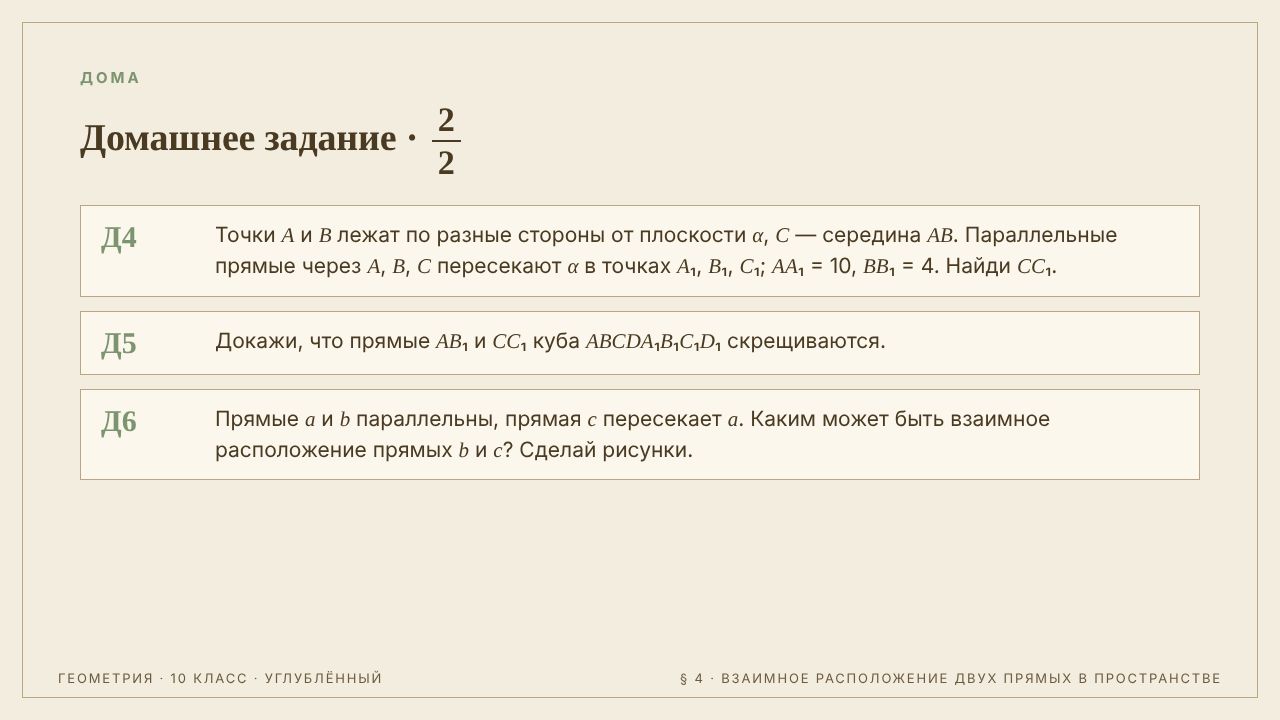 ДОМА
Домашнее задание · 2/2
Д4
Точки A и B лежат по разные стороны от плоскости α, C — середина AB. Параллельные
прямые через A, B, C пересекают α в точках A₁, B₁, C₁; AA₁ = 10, BB₁ = 4. Найди CC₁.
Д5
Докажи, что прямые AB₁ и CC₁ куба ABCDA₁B₁C₁D₁ скрещиваются.
Д6
Прямые a и b параллельны, прямая c пересекает a. Каким может быть взаимное
расположение прямых b и c? Сделай рисунки.
ГЕОМЕТРИЯ · 10 КЛАСС · УГЛУБЛЁННЫЙ
§ 4 · ВЗАИМНОЕ РАСПОЛОЖЕНИЕ ДВУХ ПРЯМЫХ В ПРОСТРАНСТВЕ